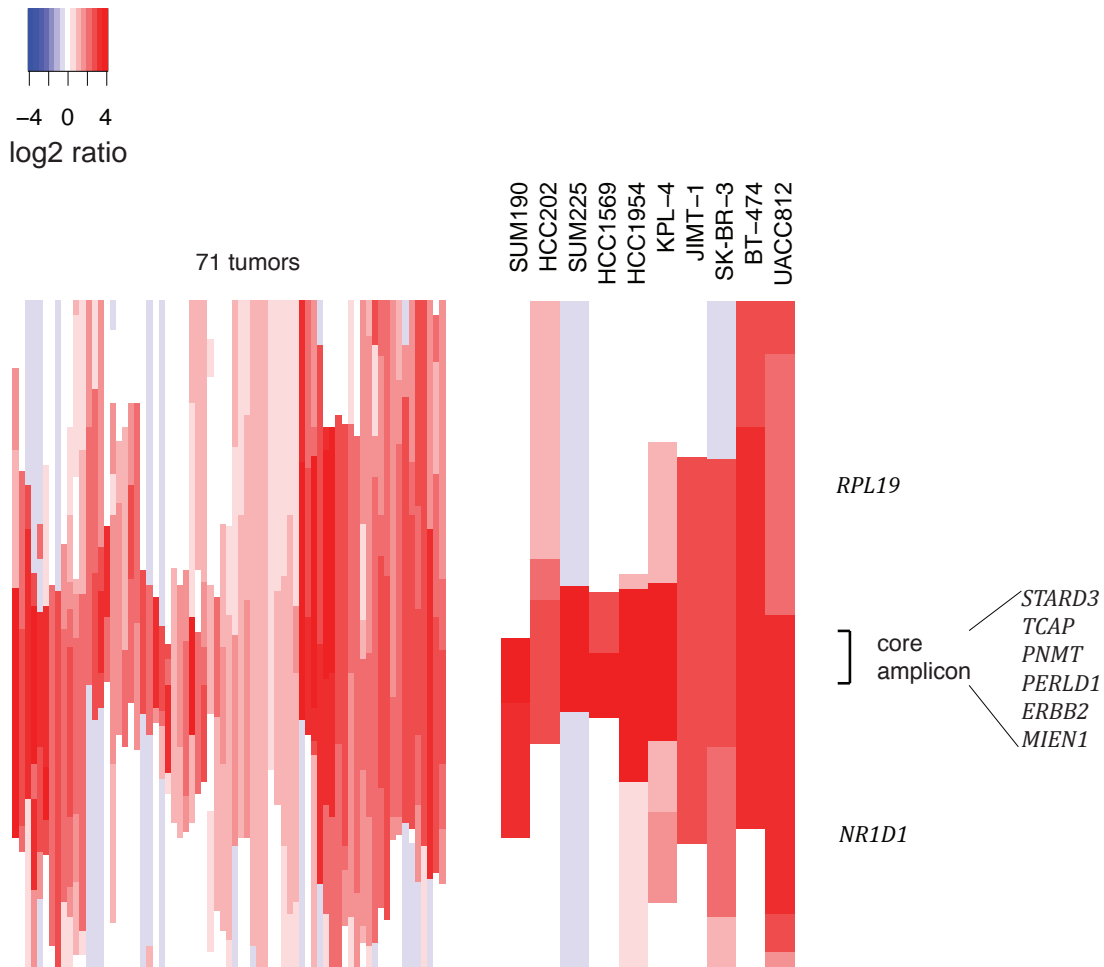 −4 0 4
log2 ratio
71 tumors
SUM190
HCC202
SUM225
HCC1569
HCC1954
KPL−4
JIMT−1
SK−BR−3
BT−474
UACC812
RPL19
core
amplicon
STARD3
TCAP
PNMT
PERLD1
ERBB2
MIEN1
NR1D1